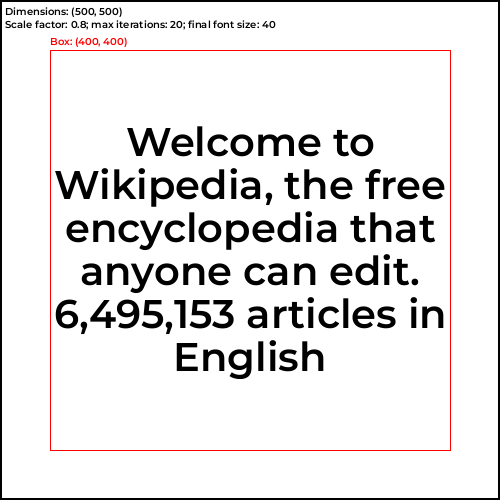 Dimensions: (500, 500)
Scale factor: 0.8; max iterations: 20; final font size: 40
Box: (400, 400)
Welcome to
Wikipedia, the free
encyclopedia that
anyone can edit.
6,495,153 articles in
English